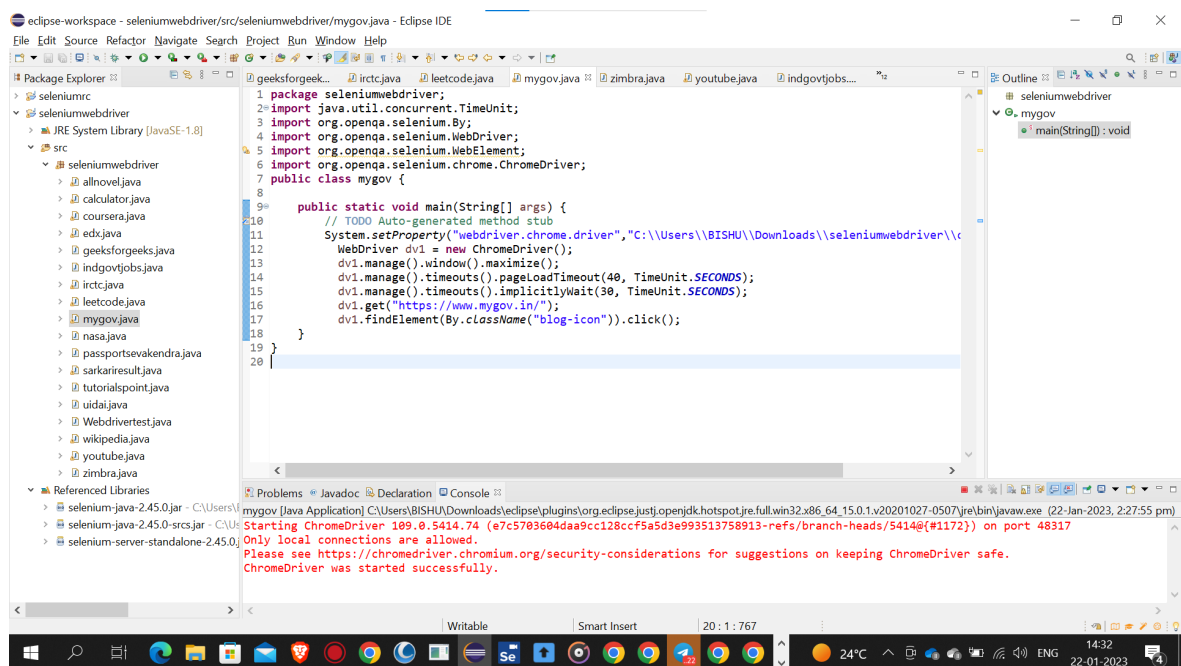 eclipse-workspace - seleniumwebdriver/src/seleniumwebdriver/mygov.java - Eclipse IDE
File Edit Source Refactor Navigate Search Project Run Window Help
Package Explorer
seleniumrc
seleniumwebdriver
JRE System Library [JavaSE-1.8]
src
seleniumwebdriver
allnovel.java
calculator.java
coursera.java
edx.java
geeksforgeeks.java
indgovtjobs.java
irctc.java
leetcode.java
mygov.java
nasa.java
passportsevakendra.java
sarkariresult.java
tutorialspoint.java
uidai.java
Webdrivertest.java
wikipedia.java
youtube.java
zimbra.java
Referenced Libraries
selenium-java-2.45.0.jar - C:\Users\
selenium-java-2.45.0-srcs.jar - C:\Us
selenium-server-standalone-2.45.0.
geeksforgeek... irctc.java leetcode.java mygov.java zimbra.java youtube.java indgovtjobs.... »12
1 package seleniumwebdriver;
2 import java.util.concurrent.TimeUnit;
3 import org.openqa.selenium.By;
4 import org.openqa.selenium.WebDriver;
5 import org.openqa.selenium.WebElement;
6 import org.openqa.selenium.chrome.ChromeDriver;
7 public class mygov {
8
9 public static void main(String[] args) {
10 // TODO Auto-generated method stub
11 System.setProperty("webdriver.chrome.driver","C:\\Users\\BISHU\\Downloads\\seleniumwebdriver\\c
12 WebDriver dv1 = new ChromeDriver();
13 dv1.manage().window().maximize();
14 dv1.manage().timeouts().pageLoadTimeout(40, TimeUnit.SECONDS);
15 dv1.manage().timeouts().implicitlyWait(30, TimeUnit.SECONDS);
16 dv1.get("https://www.mygov.in/");
17 dv1.findElement(By.className("blog-icon")).click();
18 }
19 }
20
Outline
seleniumwebdriver
mygov
main(String[]) : void
Problems Javadoc Declaration Console
mygov [Java Application] C:\Users\BISHU\Downloads\eclipse\plugins\org.eclipse.justj.openjdk.hotspot.jre.full.win32.x86_64_15.0.1.v20201027-0507\jre\bin\javaw.exe (22-Jan-2023, 2:27:55 pm)
Starting ChromeDriver 109.0.5414.74 (e7c5703604daa9cc128ccf5a5d3e993513758913-refs/branch-heads/5414@{#1172}) on port 48317
Only local connections are allowed.
Please see https://chromedriver.chromium.org/security-considerations for suggestions on keeping ChromeDriver safe.
ChromeDriver was started successfully.
Writable Smart Insert 20 : 1 : 767
Se 22 24°C ENG 14:32
22-01-2023 4